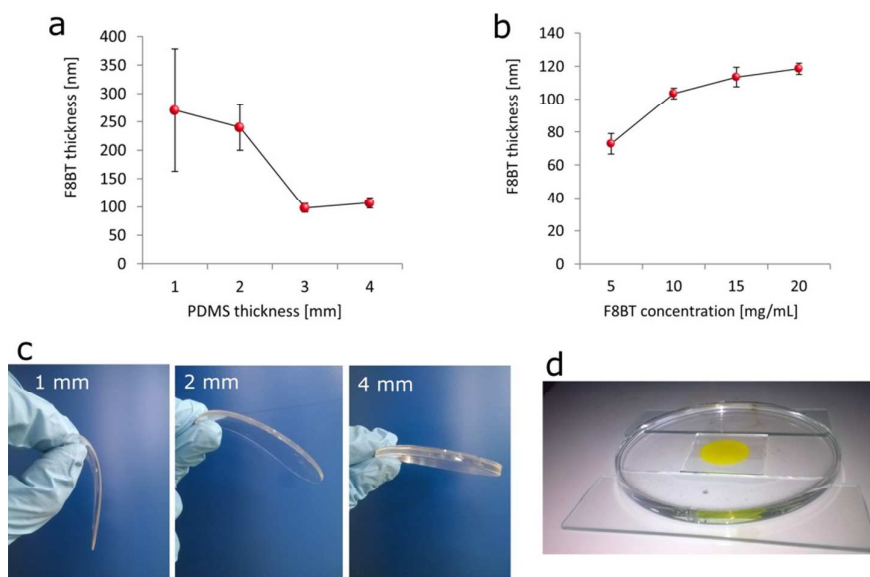 a
400
350
300
250
200
150
100
50
0
F8BT thickness [nm]
1 2 3 4
PDMS thickness [mm]
b
140
120
100
80
60
40
20
0
F8BT thickness [nm]
5 10 15 20
F8BT concentration [mg/mL]
c
1 mm
2 mm
4 mm
d